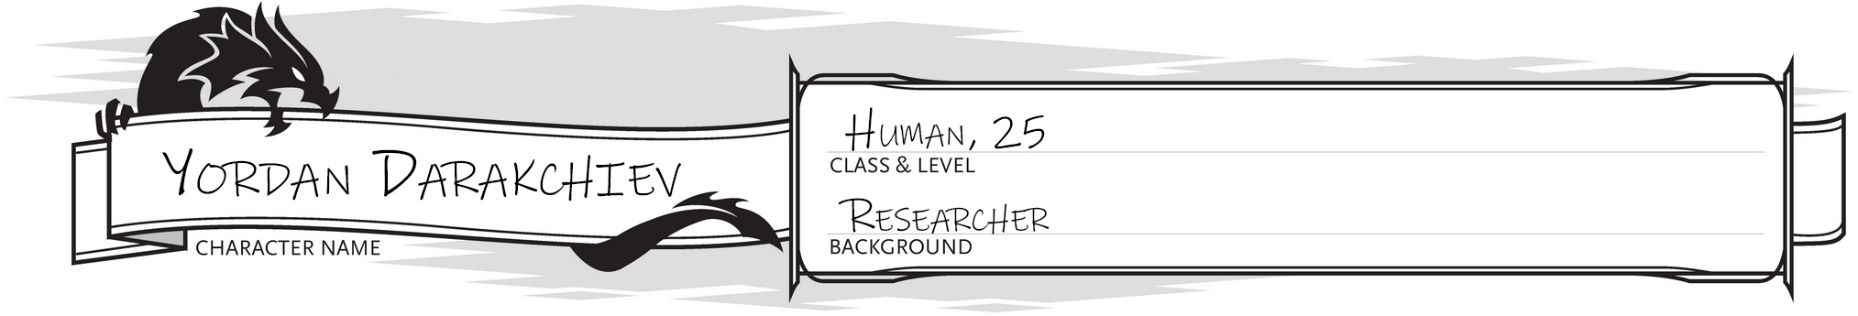 Yordan Darakchiev
CHARACTER NAME
Human, 25
CLASS & LEVEL
Researcher
BACKGROUND